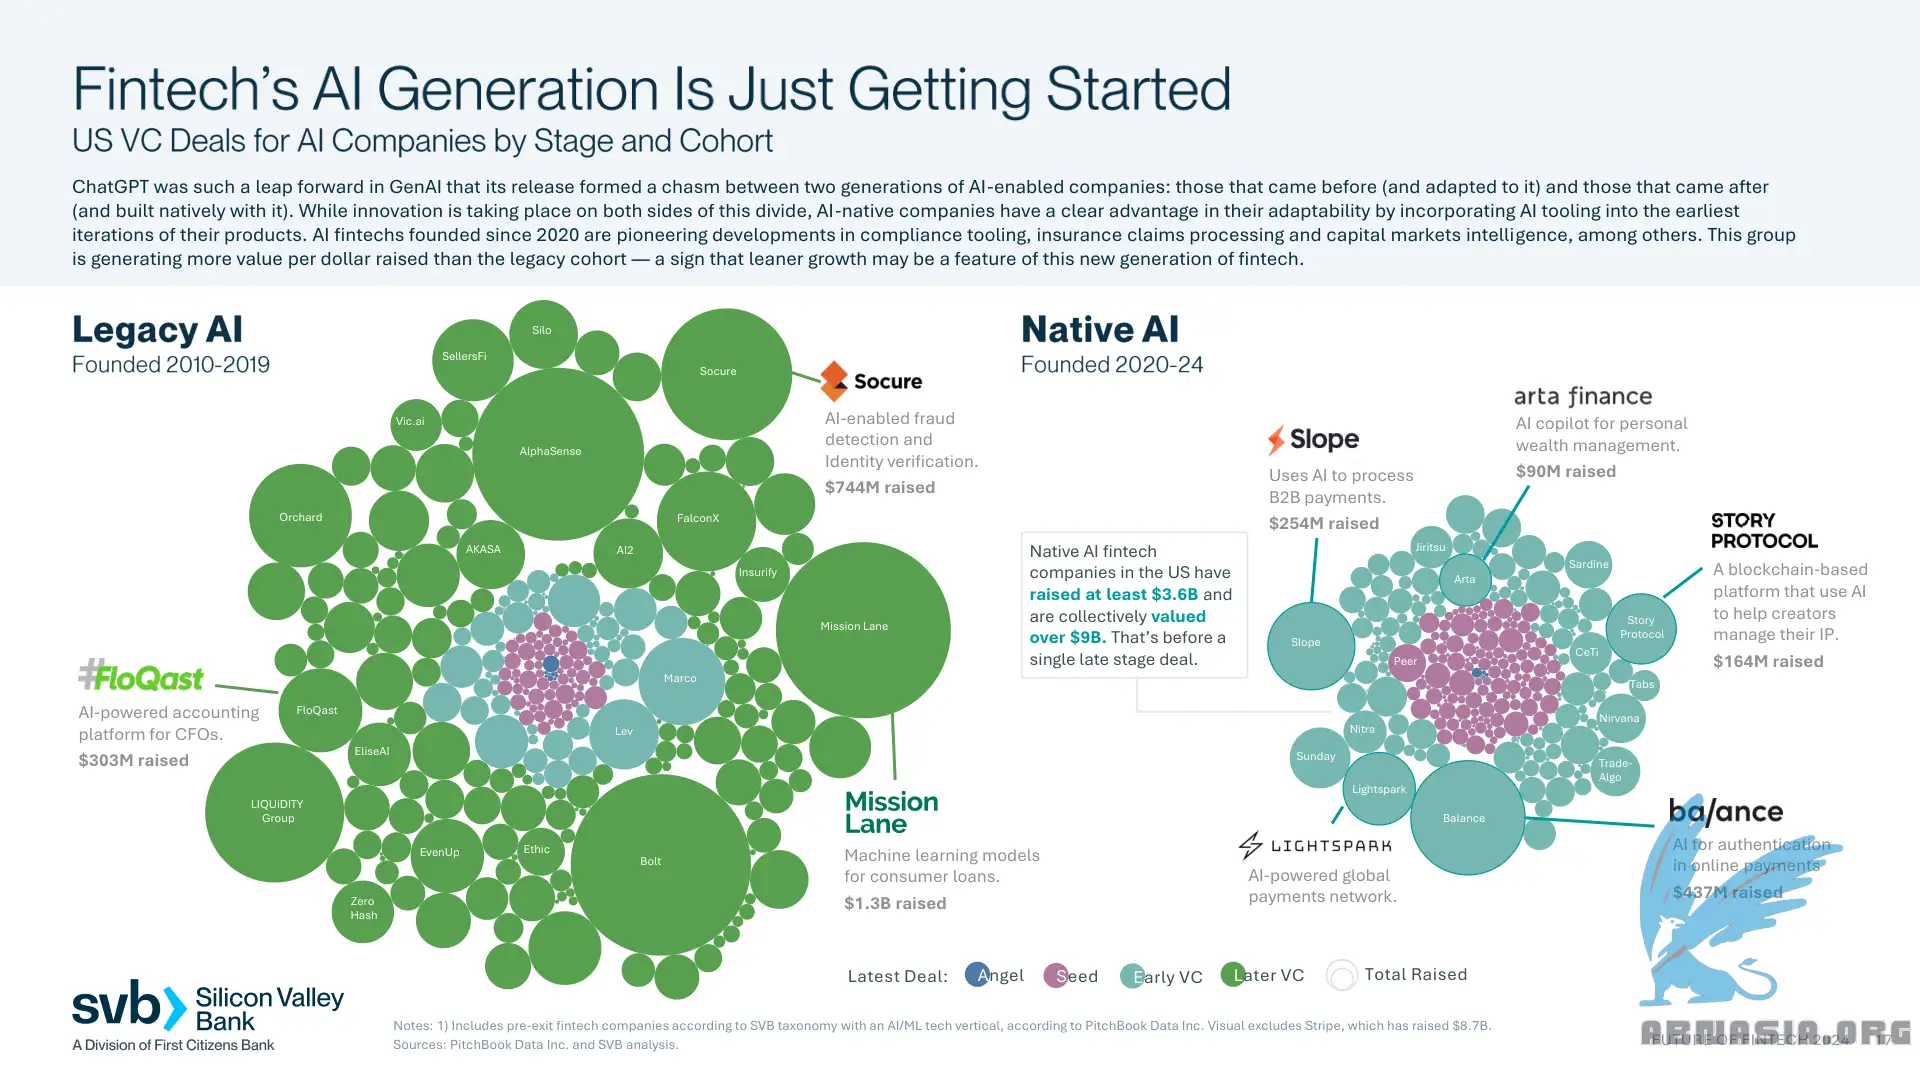 Fintech’s AI Generation Is Just Getting Started
US VC Deals for AI Companies by Stage and Cohort
ChatGPT was such a leap forward in GenAI that its release formed a chasm between two generations of AI-enabled companies: those that came before (and adapted to it) and those that came after
(and built natively with it). While innovation is taking place on both sides of this divide, AI-native companies have a clear advantage in their adaptability by incorporating AI tooling into the earliest
iterations of their products. AI fintechs founded since 2020 are pioneering developments in compliance tooling, insurance claims processing and capital markets intelligence, among others. This group
is generating more value per dollar raised than the legacy cohort — a sign that leaner growth may be a feature of this new generation of fintech.
Legacy AI
Founded 2010-2019
Silo
SellersFi
Socure
Vic.ai
AlphaSense
Orchard
FalconX
AKASA
AI2
Insurify
Mission Lane
Marco
FloQast
Lev
EliseAI
LIQUiDITY
Group
EvenUp
Ethic
Bolt
Zero
Hash
Socure
AI-enabled fraud
detection and
Identity verification.
$744M raised
#FloQast
AI-powered accounting
platform for CFOs.
$303M raised
Mission
Lane
Machine learning models
for consumer loans.
$1.3B raised
Native AI
Founded 2020-24
arta finance
AI copilot for personal
wealth management.
$90M raised
Slope
Uses AI to process
B2B payments.
$254M raised
STORY
PROTOCOL
A blockchain-based
platform that use AI
to help creators
manage their IP.
$164M raised
Native AI fintech
companies in the US have
raised at least $3.6B and
are collectively valued
over $9B. That’s before a
single late stage deal.
Jiritsu
Sardine
Arta
Story
Protocol
Slope
CeTi
Peer
Tabs
Nirvana
Nitra
Sunday
Trade-
Algo
Lightspark
Balance
LIGHTSPARK
AI-powered global
payments network.
balance
AI for authentication
in online payments
$437M raised
Latest Deal: Angel Seed Early VC Later VC Total Raised
svb Silicon Valley
Bank
A Division of First Citizens Bank
Notes: 1) Includes pre-exit fintech companies according to SVB taxonomy with an AI/ML tech vertical, according to PitchBook Data Inc. Visual excludes Stripe, which has raised $8.7B.
Sources: PitchBook Data Inc. and SVB analysis.
FUTURE OF FINTECH 2024 17
ARMASIA.ORG